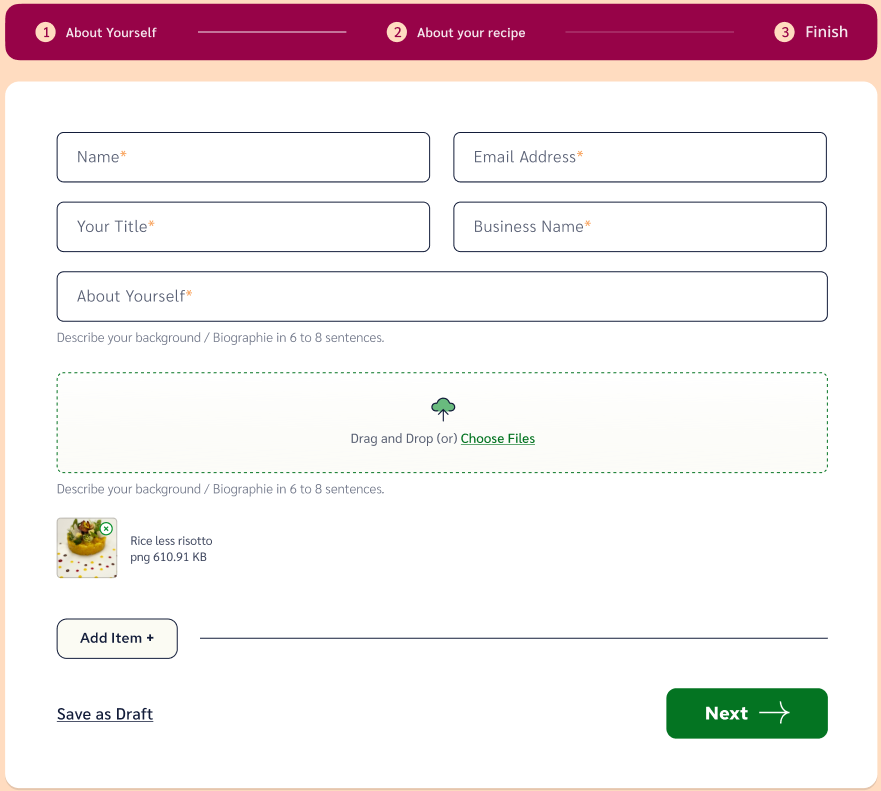 1 About Yourself 2 About your recipe 3 Finish
Name* Email Address*
Your Title* Business Name*
About Yourself*
Describe your background / Biographie in 6 to 8 sentences.
Drag and Drop (or) Choose Files
Describe your background / Biographie in 6 to 8 sentences.
Rice less risotto
png 610.91 KB
Add Item +
Save as Draft Next